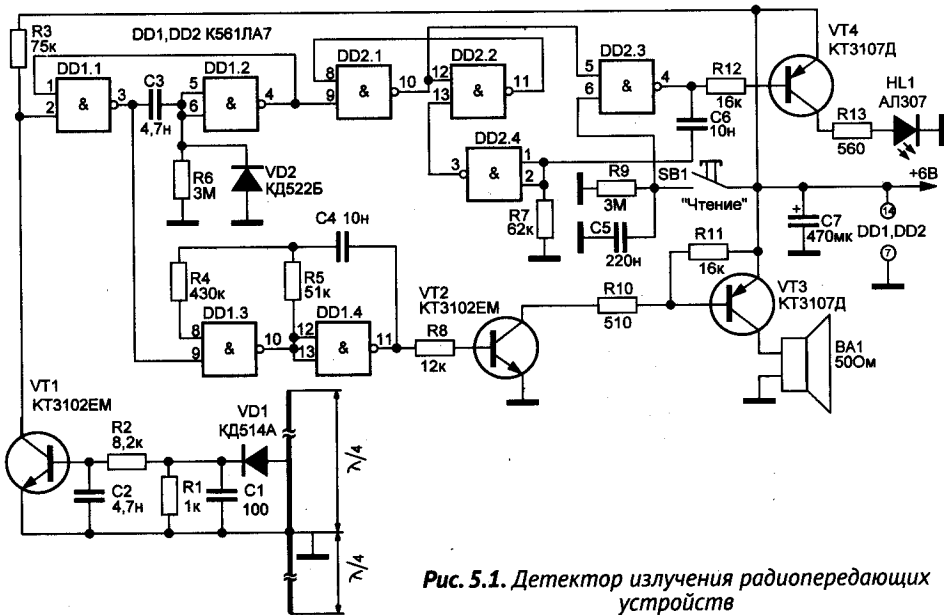 R3
75к
DD1,DD2 К561ЛА7
DD1.1
1
2
&
3
C3
4,7н
DD1.2
5
6
&
4
R6
3М
VD2
КД522Б
DD2.1
8
9
&
10
DD2.2
12
13
&
11
DD2.4
3
&
1
2
R7
62к
DD2.3
5
6
&
4
R12
16к
C6
10н
VT4
КТ3107Д
R13
560
HL1
АЛ307
R9
3М
C5
220н
SB1
"Чтение"
+6В
C7
470мк
+
14
DD1,DD2
7
C4 10н
R4
430к
R5
51к
DD1.3
8
9
&
10
DD1.4
12
13
&
11
R8
12к
VT2
КТ3102ЕМ
R10
510
R11
16к
VT3
КТ3107Д
BA1
50Ом
VT1
КТ3102ЕМ
R2
8,2к
C2
4,7н
R1
1к
C1
100
VD1
КД514А
λ/4
λ/4
Рис. 5.1. Детектор излучения радиопередающих
устройств